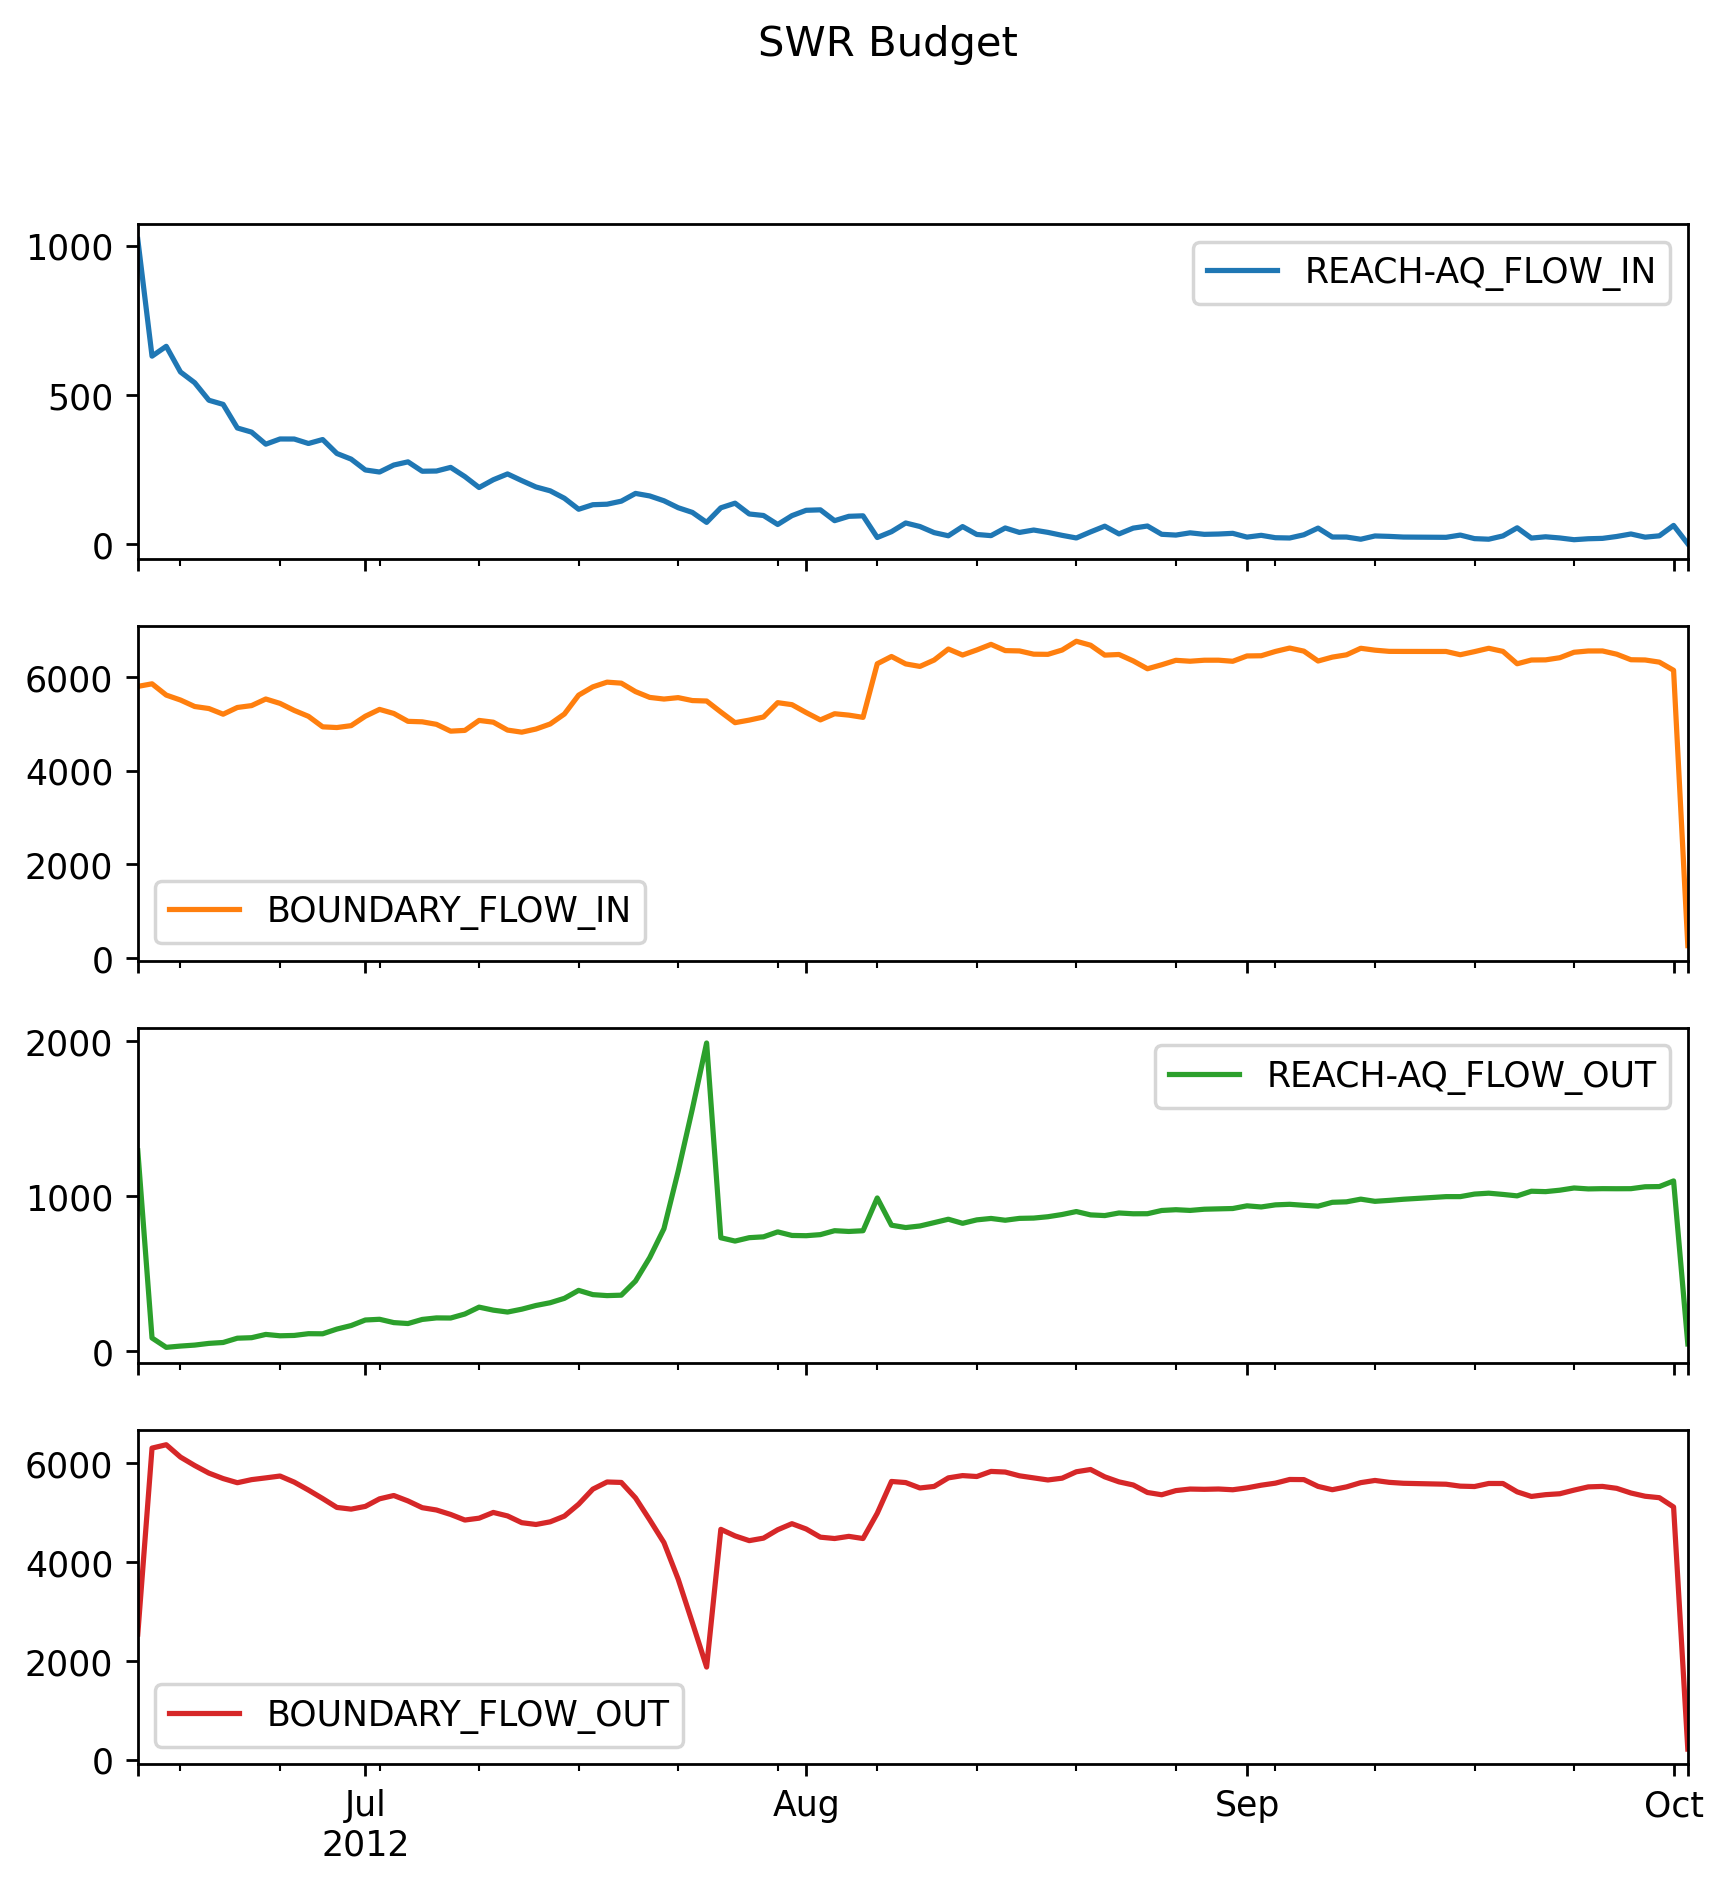 SWR Budget
1000
500
0
REACH-AQ_FLOW_IN
6000
4000
2000
0
BOUNDARY_FLOW_IN
2000
1000
0
REACH-AQ_FLOW_OUT
6000
4000
2000
0
BOUNDARY_FLOW_OUT
Jul Aug Sep Oct
2012